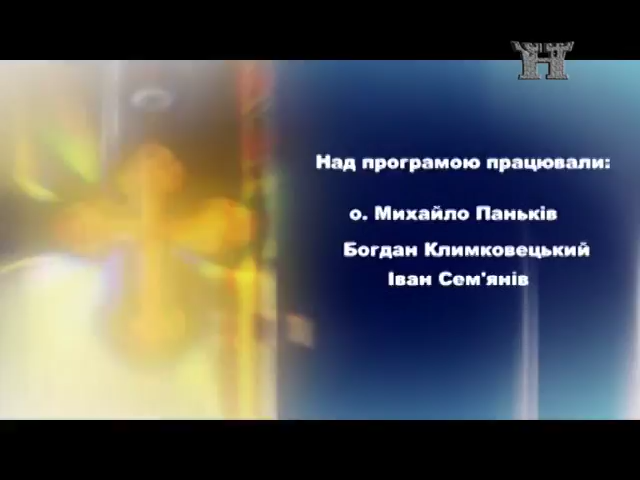 Н
Над програмою працювали:
о. Михайло Паньків
Богдан Климковецький
Іван Сем'янів